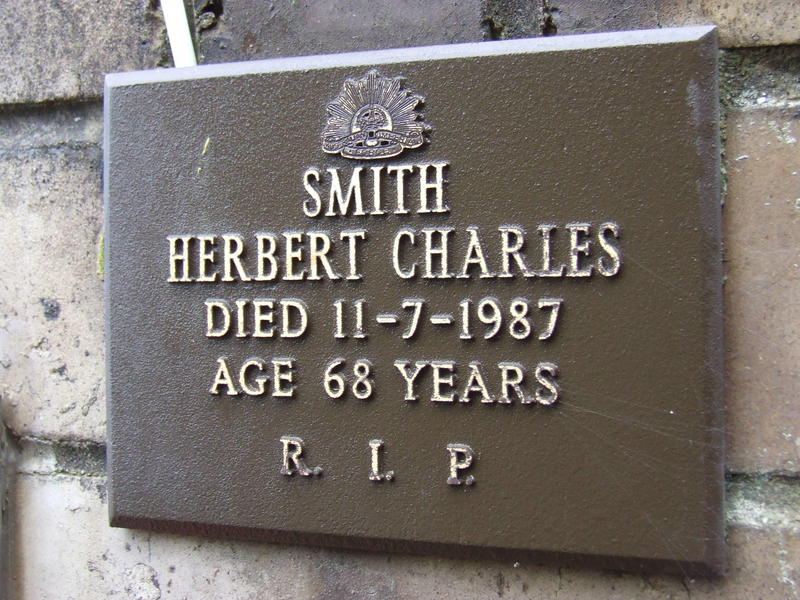 SMITH
HERBERT CHARLES
DIED 11-7-1987
AGE 68 YEARS
R. I. P.